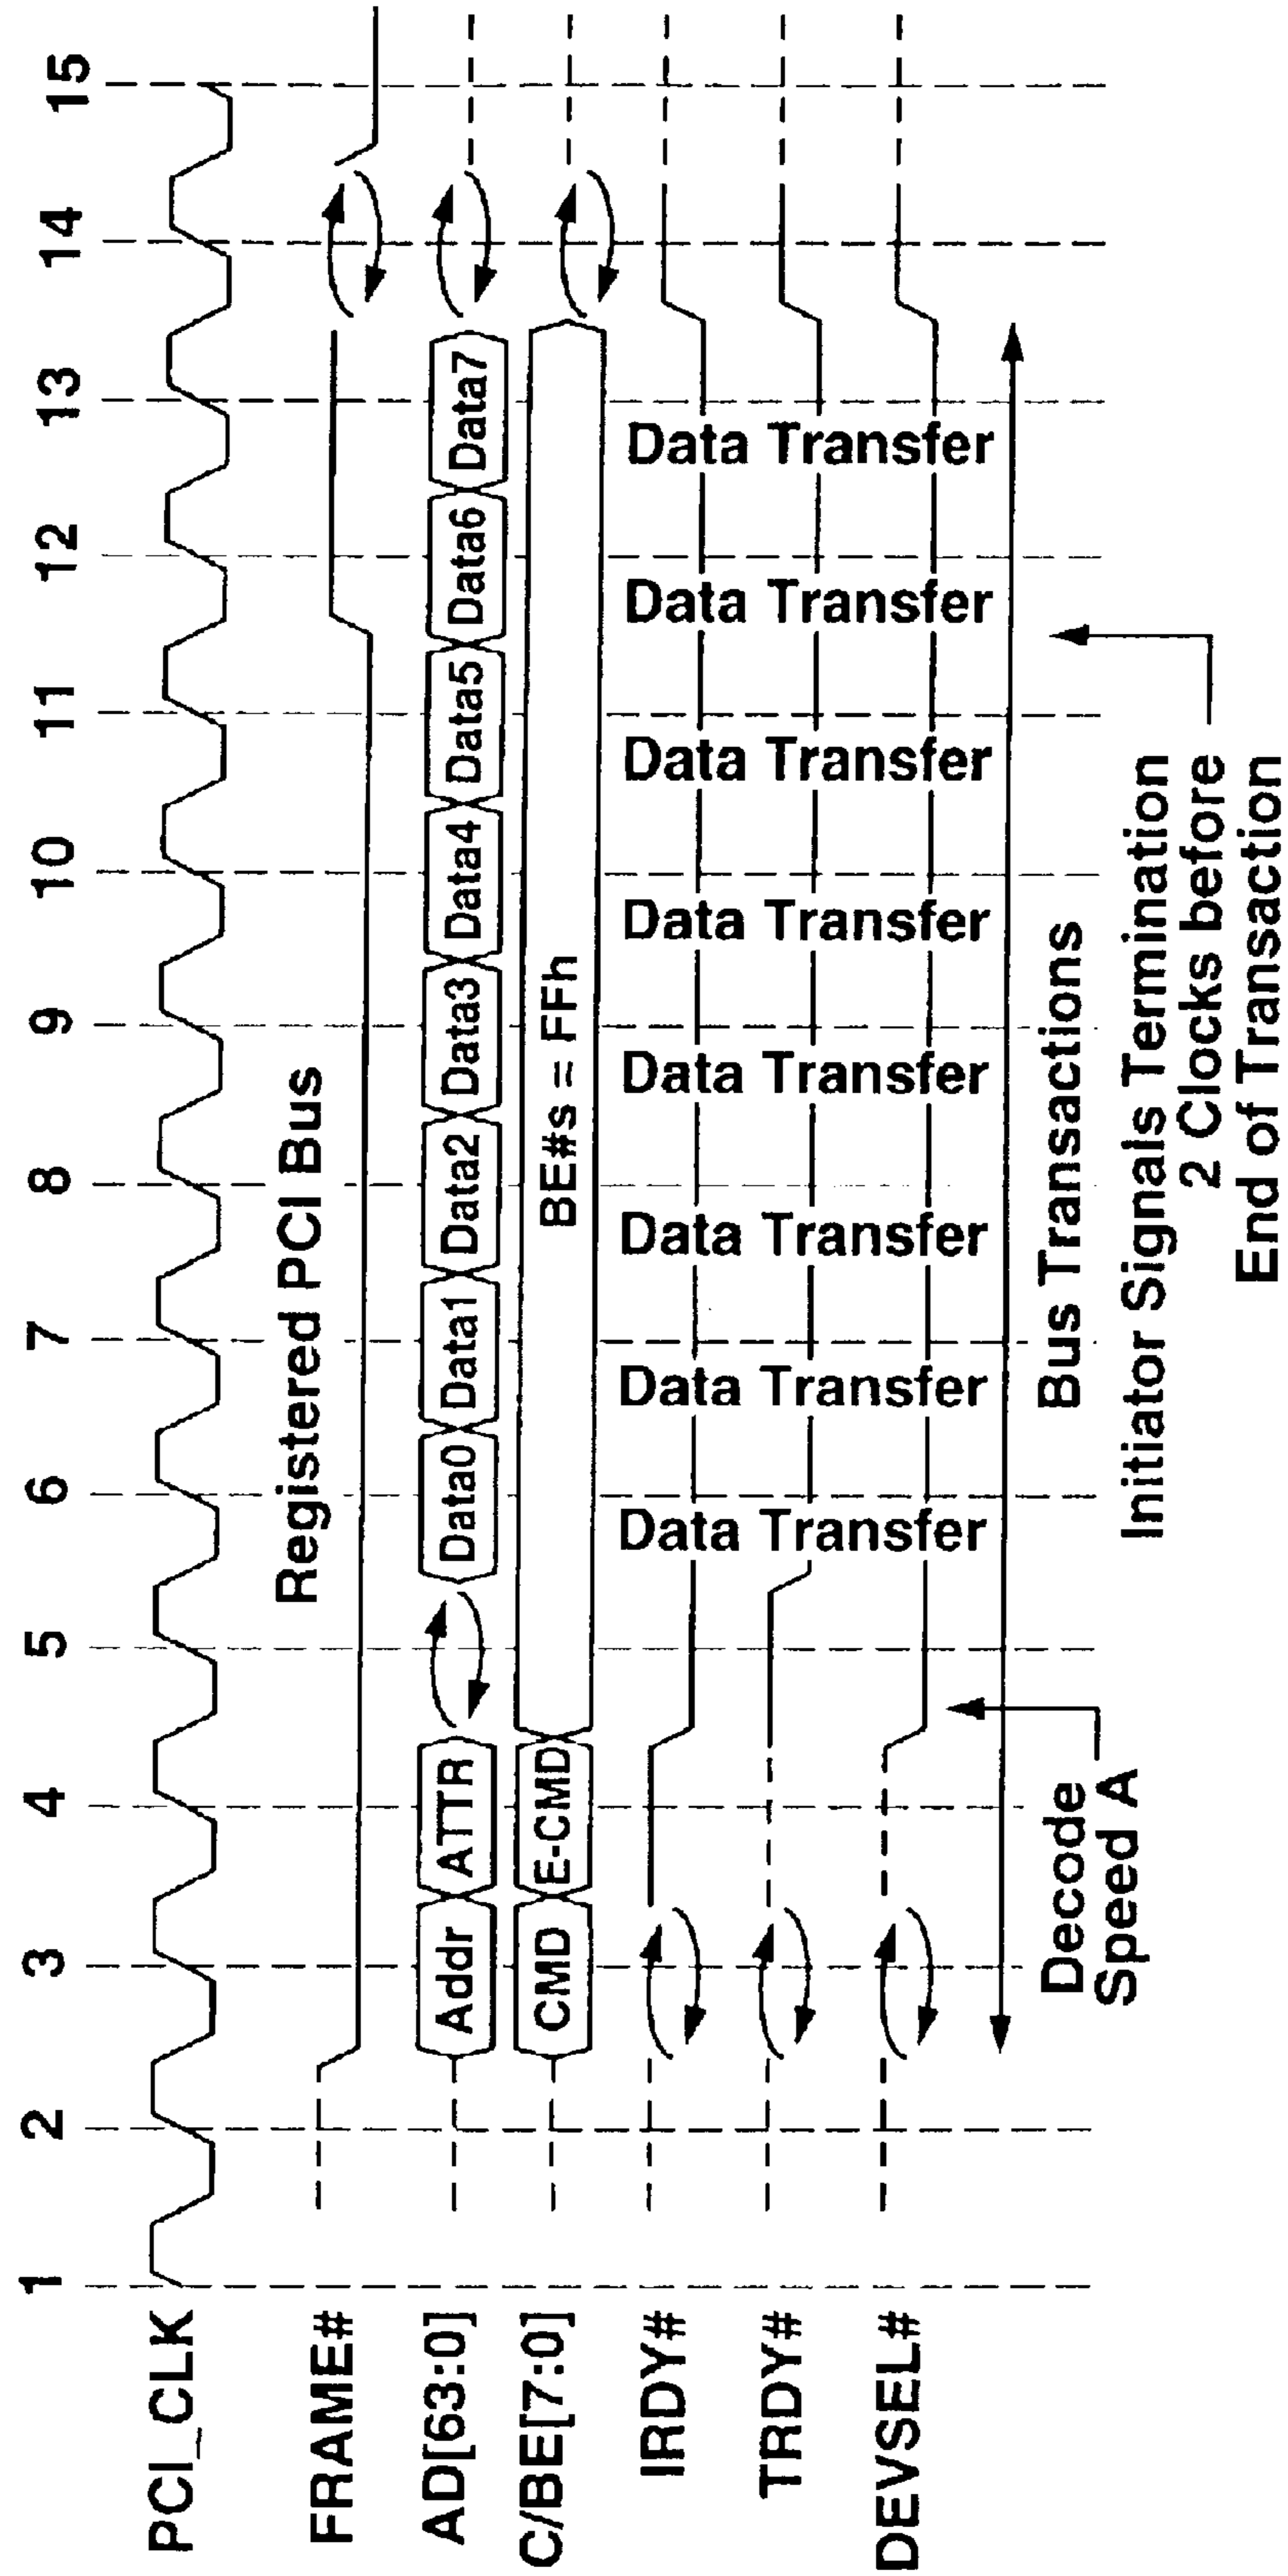 1 2 3 4 5 6 7 8 9 10 11 12 13 14 15
PCI_CLK
Registered PCI Bus
FRAME#
AD[63:0] Addr ATTR Data0 Data1 Data2 Data3 Data4 Data5 Data6 Data7
C/BE[7:0] CMD E-CMD BE#s = FFh
IRDY#
TRDY#
DEVSEL#
Data Transfer
Data Transfer
Data Transfer
Data Transfer
Data Transfer
Data Transfer
Data Transfer
Data Transfer
Decode
Speed A
Bus Transactions
Initiator Signals Termination
2 Clocks before
End of Transaction